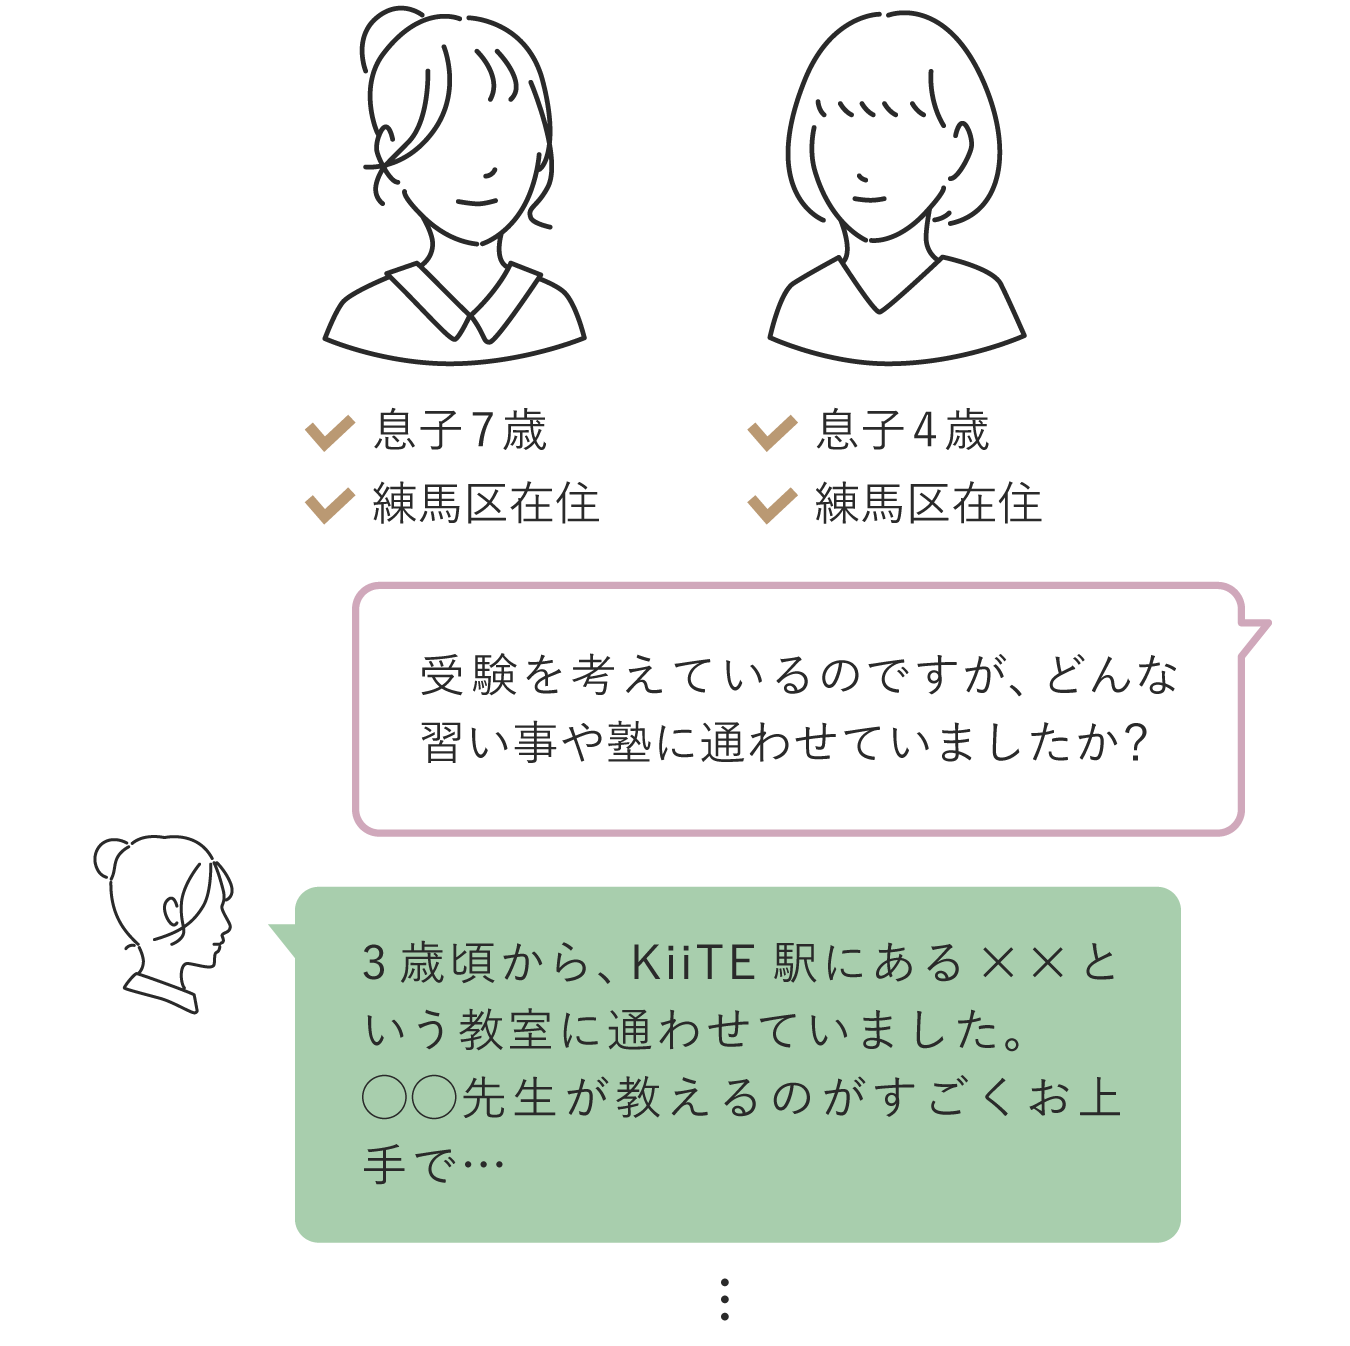 息子7歳
練馬区在住
息子4歳
練馬区在住
受験を考えているのですが、どんな
習い事や塾に通わせていましたか？
3歳頃から、KiiTE駅にある××と
いう教室に通わせていました。
◯◯先生が教えるのがすごくお上
手で…